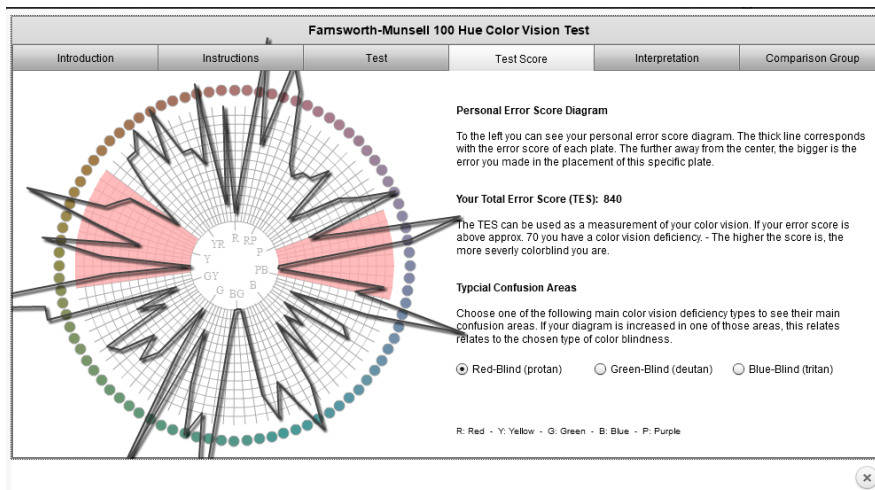 Farnsworth-Munsell 100 Hue Color Vision Test
Introduction
Instructions
Test
Test Score
Interpretation
Comparison Group
Personal Error Score Diagram
To the left you can see your personal error score diagram. The thick line corresponds
with the error score of each plate. The further away from the center, the bigger is the
error you made in the placement of this specific plate.
Your Total Error Score (TES): 840
The TES can be used as a measurement of your color vision. If your error score is
above approx. 70 you have a color vision deficiency. - The higher the score is, the
more severly colorblind you are.
Typcial Confusion Areas
Choose one of the following main color vision deficiency types to see their main
confusion areas. If your diagram is increased in one of those areas, this relates
relates to the chosen type of color blindness.
Red-Blind (protan)
Green-Blind (deutan)
Blue-Blind (tritan)
R: Red - Y: Yellow - G: Green - B: Blue - P: Purple
R
RP
P
PB
B
BG
G
GY
Y
YR